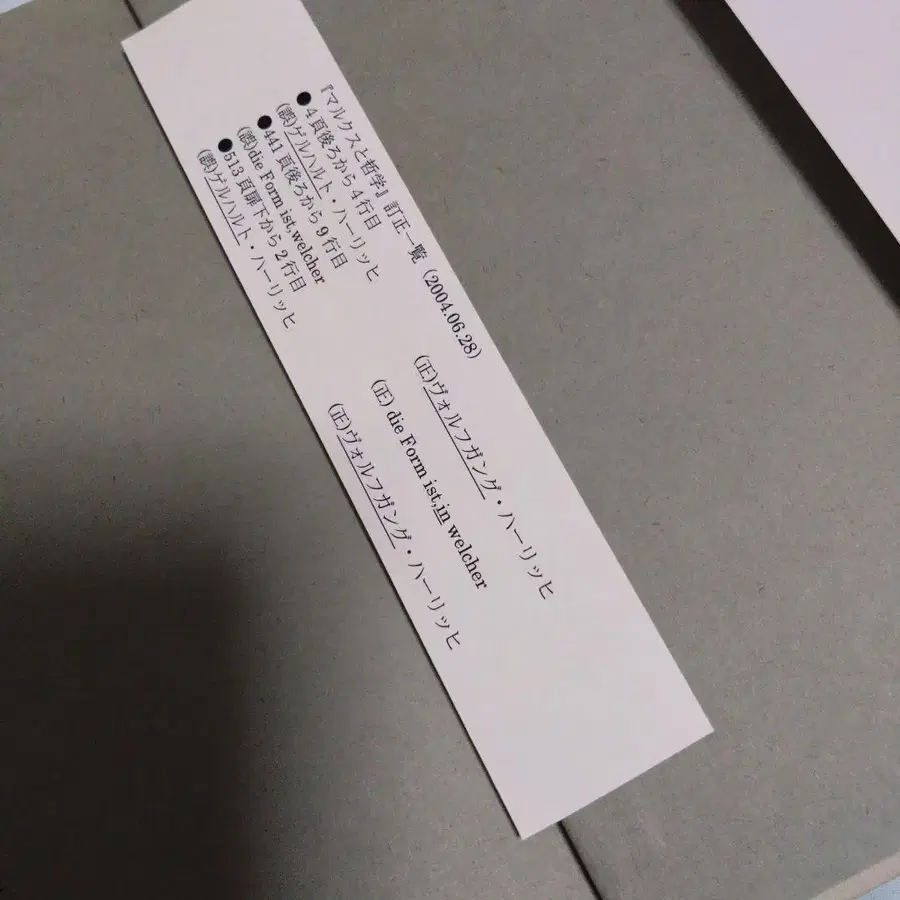 『マルクスと哲学』訂正一覧（2004.06.28）
●4頁後ろから4行目
(誤)ゲルハルト・ハーリッヒ　(正)ヴォルフガング・ハーリッヒ
●441頁後ろから9行目
(誤)die Form ist,welcher　(正) die Form ist,in welcher
●513頁扉下から2行目
(誤)ゲルハルト・ハーリッヒ　(正)ヴォルフガング・ハーリッヒ